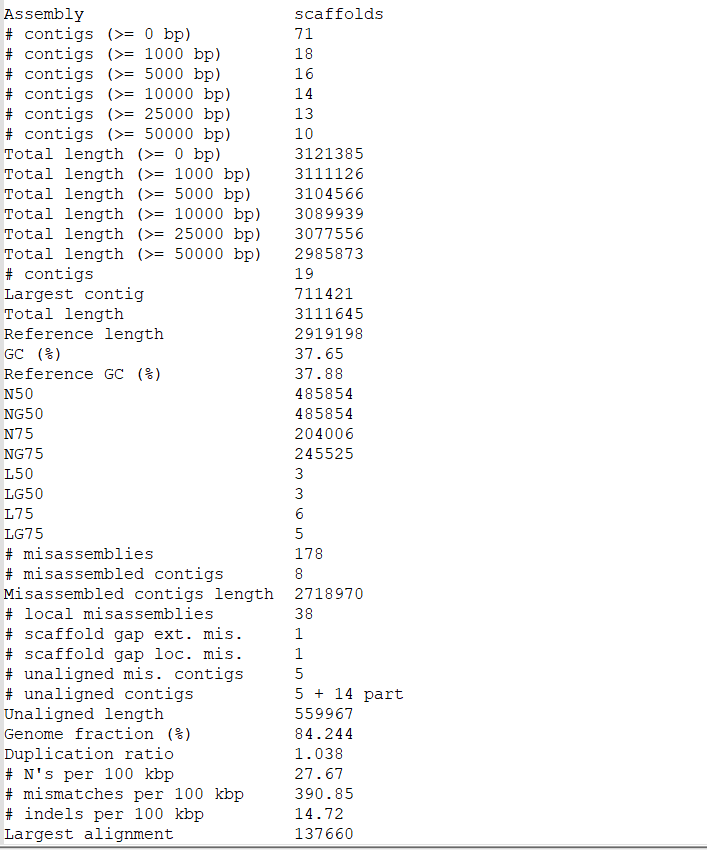 Assembly scaffolds
# contigs (>= 0 bp) 71
# contigs (>= 1000 bp) 18
# contigs (>= 5000 bp) 16
# contigs (>= 10000 bp) 14
# contigs (>= 25000 bp) 13
# contigs (>= 50000 bp) 10
Total length (>= 0 bp) 3121385
Total length (>= 1000 bp) 3111126
Total length (>= 5000 bp) 3104566
Total length (>= 10000 bp) 3089939
Total length (>= 25000 bp) 3077556
Total length (>= 50000 bp) 2985873
# contigs 19
Largest contig 711421
Total length 3111645
Reference length 2919198
GC (%) 37.65
Reference GC (%) 37.88
N50 485854
NG50 485854
N75 204006
NG75 245525
L50 3
LG50 3
L75 6
LG75 5
# misassemblies 178
# misassembled contigs 8
Misassembled contigs length 2718970
# local misassemblies 38
# scaffold gap ext. mis. 1
# scaffold gap loc. mis. 1
# unaligned mis. contigs 5
# unaligned contigs 5 + 14 part
Unaligned length 559967
Genome fraction (%) 84.244
Duplication ratio 1.038
# N's per 100 kbp 27.67
# mismatches per 100 kbp 390.85
# indels per 100 kbp 14.72
Largest alignment 137660